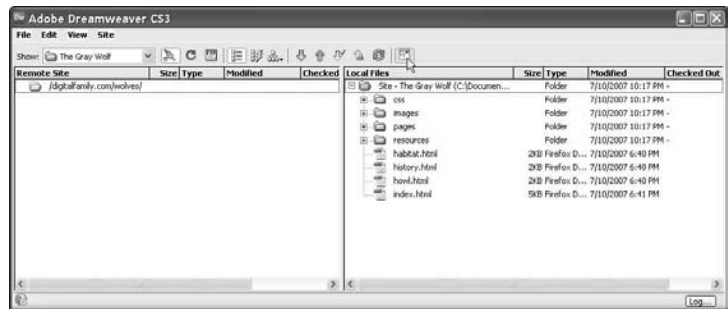 Adobe Dreamweaver CS3
File Edit View Site
Show: The Gray Wolf
Remote Site Size Type Modified Checked
/digitalfamily.com/wolves/
Local Files Size Type Modified Checked Out
Site - The Gray Wolf (C:\Documen... Folder 7/10/2007 10:17 PM -
css Folder 7/10/2007 10:17 PM -
images Folder 7/10/2007 10:17 PM -
pages Folder 7/10/2007 10:17 PM -
resources Folder 7/10/2007 10:17 PM -
habitat.html 2KB Firefox D... 7/10/2007 6:40 PM
history.html 2KB Firefox D... 7/10/2007 6:40 PM
howl.html 2KB Firefox D... 7/10/2007 6:40 PM
index.html 5KB Firefox D... 7/10/2007 6:41 PM
Log...